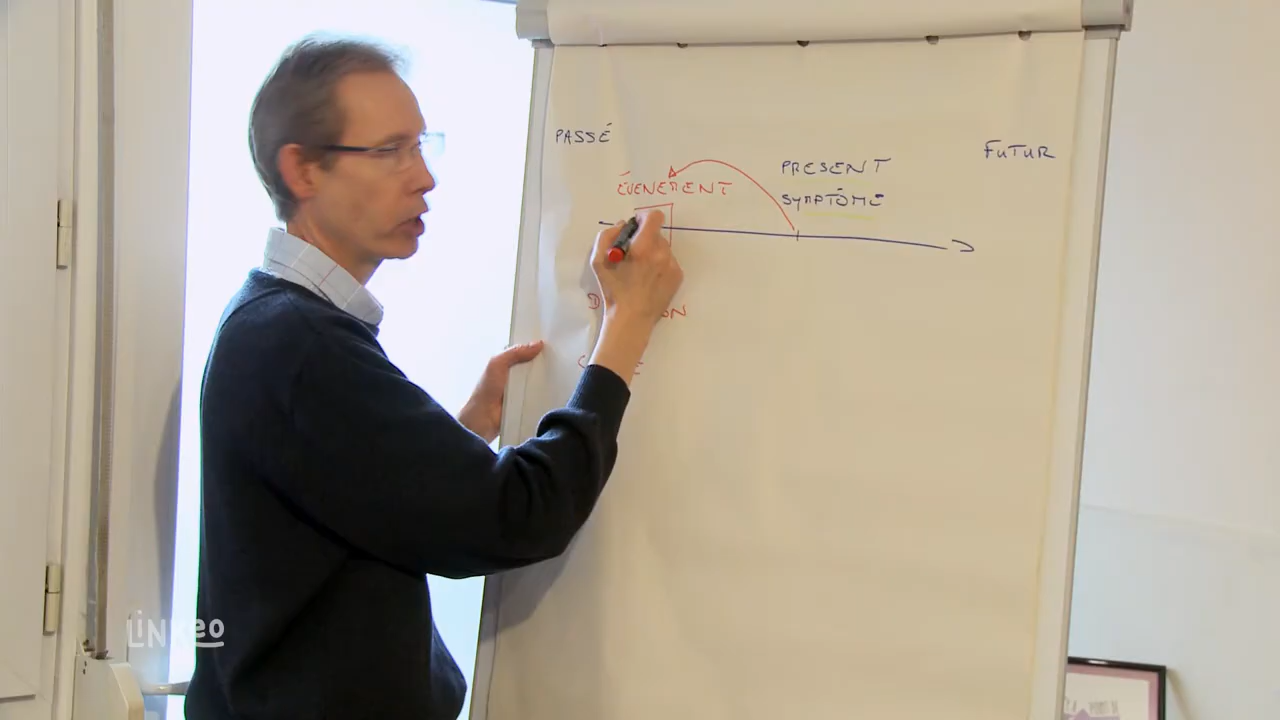 PASSÉ
FUTUR
PRESENT
ÉVENEMENT
SYMPTÔME
LiNKeo